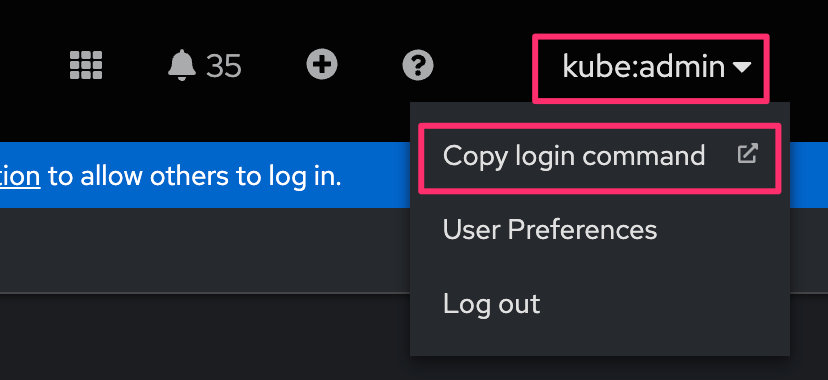 35
kube:admin
Copy login command
tion to allow others to log in.
User Preferences
Log out